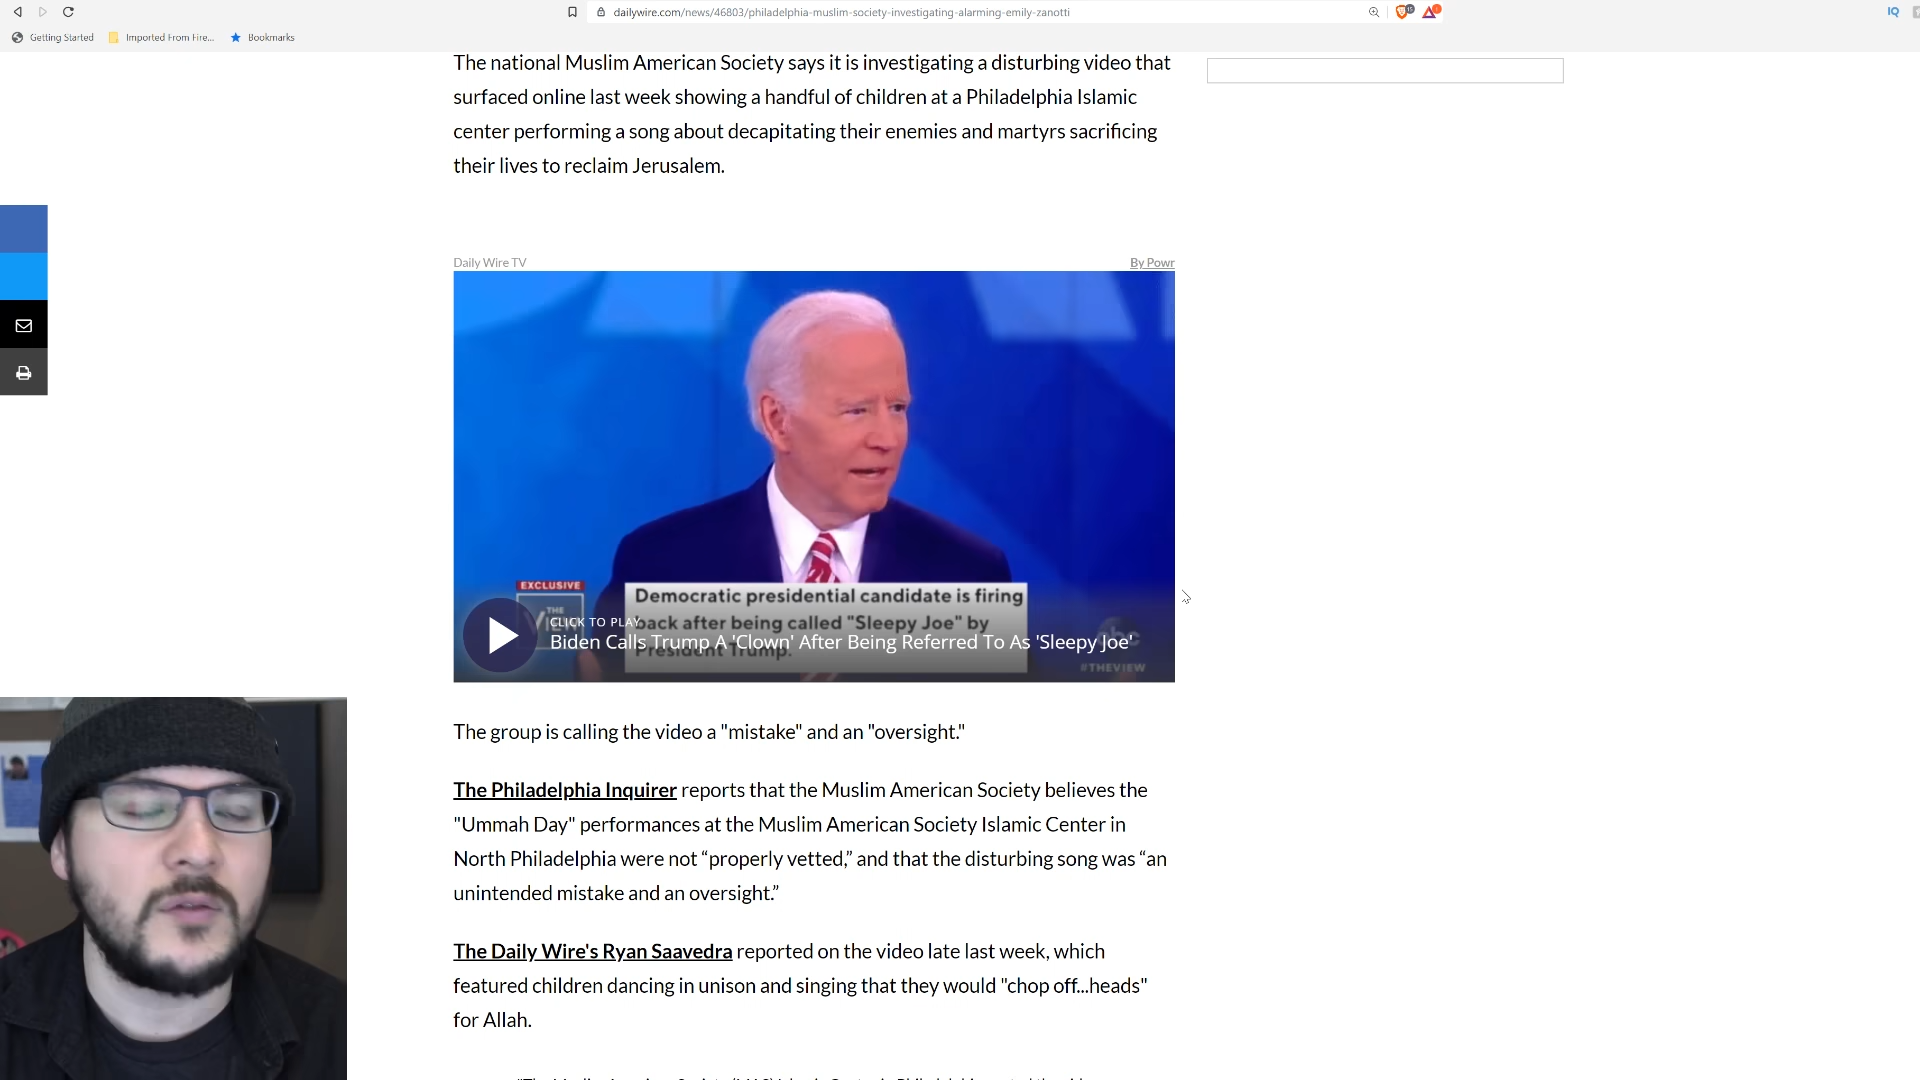 dailywire.com/news/46803/philadelphia-muslim-society-investigating-alarming-emily-zanotti
IQ
Getting Started
Imported From Fire...
Bookmarks
The national Muslim American Society says it is investigating a disturbing video that
surfaced online last week showing a handful of children at a Philadelphia Islamic
center performing a song about decapitating their enemies and martyrs sacrificing
their lives to reclaim Jerusalem.
Daily Wire TV
By Powr
EXCLUSIVE
THE
VIEW
Democratic presidential candidate is firing
back after being called "Sleepy Joe" by
President Trump.
CLICK TO PLAY
Biden Calls Trump A 'Clown' After Being Referred To As 'Sleepy Joe'
abc
#THEVIEW
The group is calling the video a "mistake" and an "oversight."
The Philadelphia Inquirer reports that the Muslim American Society believes the
"Ummah Day" performances at the Muslim American Society Islamic Center in
North Philadelphia were not “properly vetted,” and that the disturbing song was “an
unintended mistake and an oversight.”
The Daily Wire's Ryan Saavedra reported on the video late last week, which
featured children dancing in unison and singing that they would "chop off...heads"
for Allah.